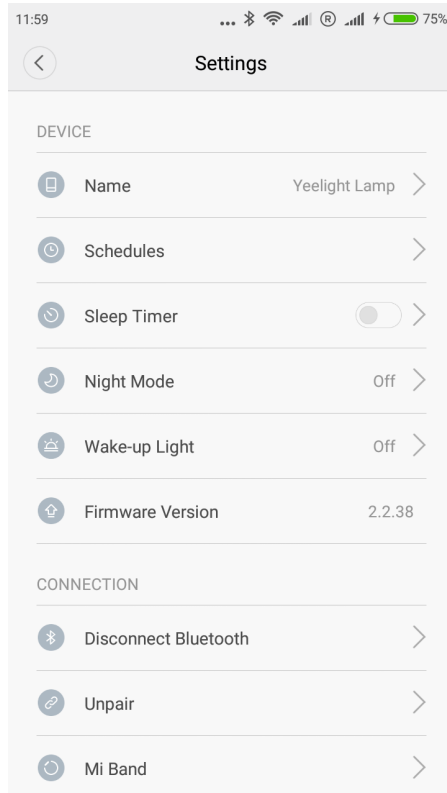 11:59
... ® 75%
Settings
DEVICE
Name Yeelight Lamp
Schedules
Sleep Timer
Night Mode Off
Wake-up Light Off
Firmware Version 2.2.38
CONNECTION
Disconnect Bluetooth
Unpair
Mi Band